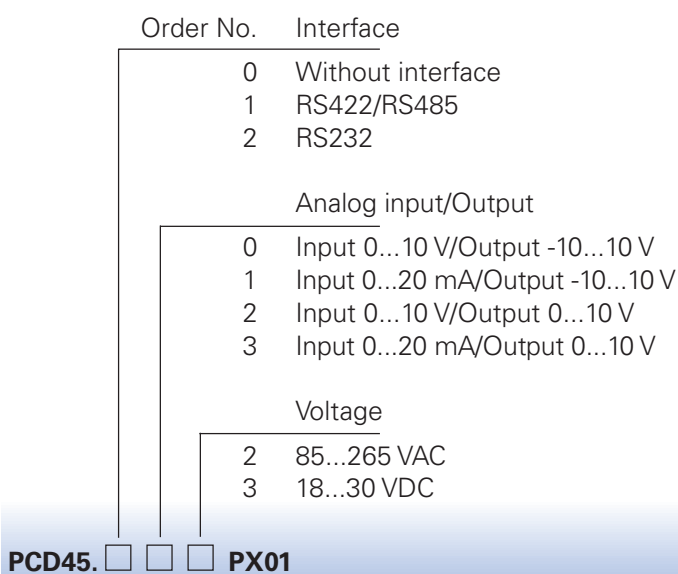 Order No. Interface
0 Without interface
1 RS422/RS485
2 RS232
Analog input/Output
0 Input 0...10 V/Output -10...10 V
1 Input 0...20 mA/Output -10...10 V
2 Input 0...10 V/Output 0...10 V
3 Input 0...20 mA/Output 0...10 V
Voltage
2 85...265 VAC
3 18...30 VDC
PCD45. □ □ □ PX01